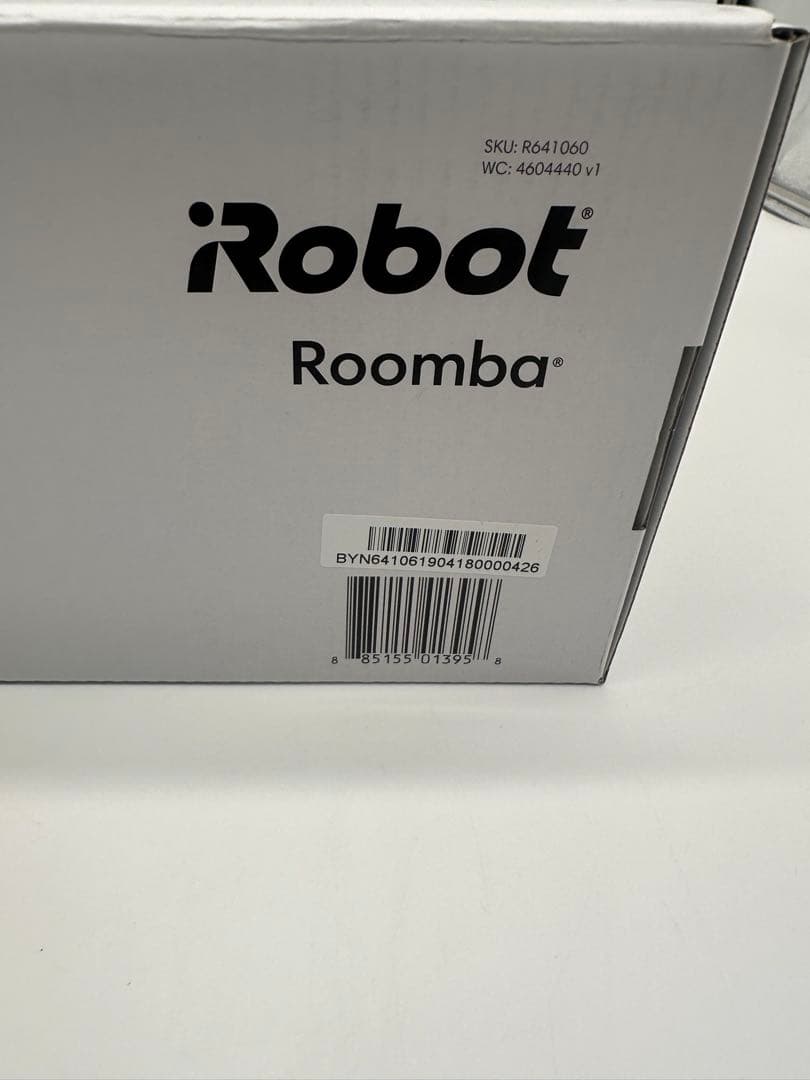 SKU: R641060
WC: 4604440 v1
iRobot®
Roomba®
BYN641061904180000426
8 85155 01395 8